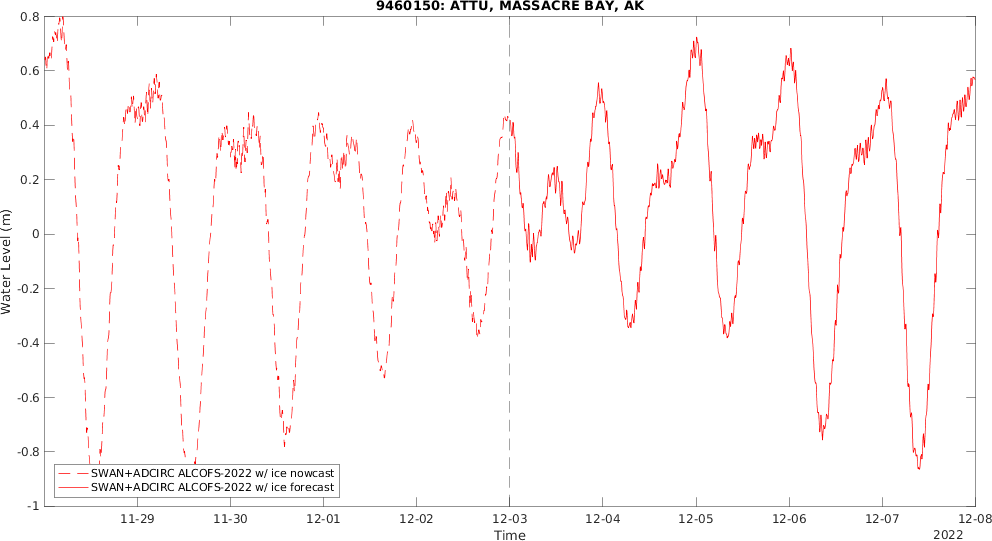 9460150: ATTU, MASSACRE BAY, AK
0.8
0.6
0.4
0.2
0
-0.2
-0.4
-0.6
-0.8
-1
Water Level (m)
SWAN+ADCIRC ALCOFS-2022 w/ ice nowcast
SWAN+ADCIRC ALCOFS-2022 w/ ice forecast
11-29 11-30 12-01 12-02 12-03 12-04 12-05 12-06 12-07 12-08
Time
2022